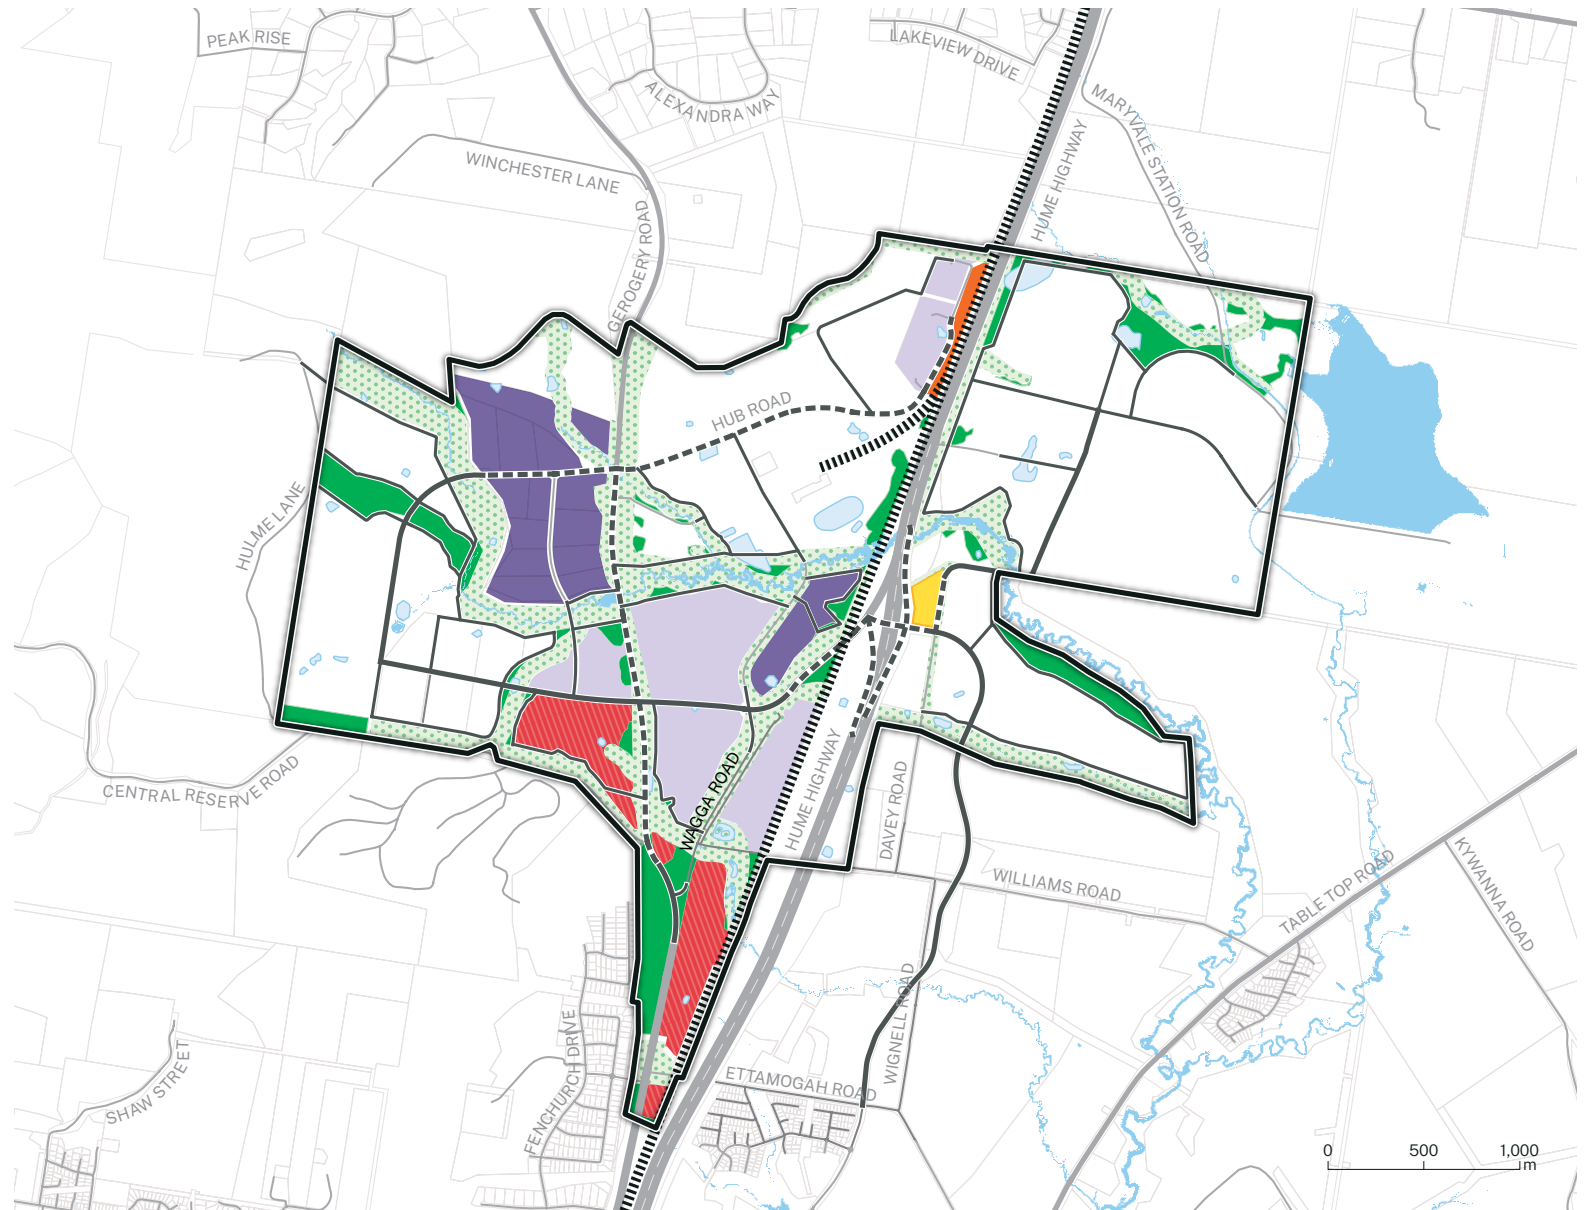 PEAK RISE
LAKEVIEW DRIVE
ALEXANDRA WAY
MARYVALE STATION ROAD
WINCHESTER LANE
HUME HIGHWAY
GEROGERY ROAD
HUB ROAD
HULME LANE
WAGGA ROAD
HUME HIGHWAY
DAVEY ROAD
CENTRAL RESERVE ROAD
WILLIAMS ROAD
TABLE TOP ROAD
KYWANNA ROAD
WIGNELL ROAD
FENCHURCH DRIVE
SHAW STREET
ETTAMOGAH ROAD
0 500 1,000
m